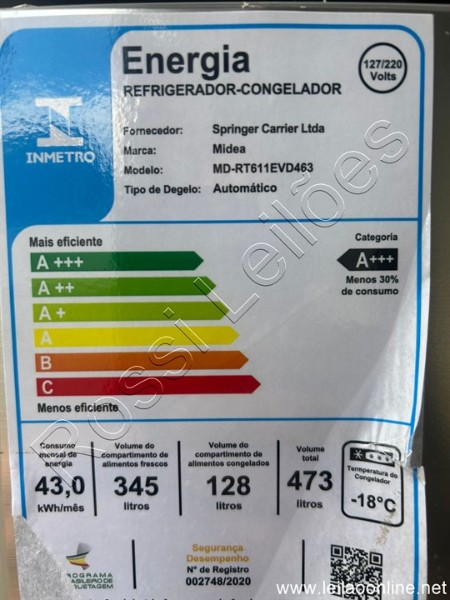 Energia
127/220
Volts
REFRIGERADOR-CONGELADOR
INMETRO
Fornecedor: Springer Carrier Ltda
Marca: Midea
Modelo: MD-RT611EVD463
Tipo de Degelo: Automático
Mais eficiente
Categoria
A +++
A+++
Menos 30%
de consumo
A ++
A +
A
B
C
Menos eficiente
Consumo
mensal de
energia
43,0
kWh/mês
Volume do
compartimento de
alimentos frescos
345
litros
Volume do
compartimento de
alimentos congelados
128
litros
Volume
total
473
litros
Temperatura do
Congelador
-18°C
Segurança
Desempenho
N° de Registro
002748/2020
Rossi Leilões
www.leilaoonline.net